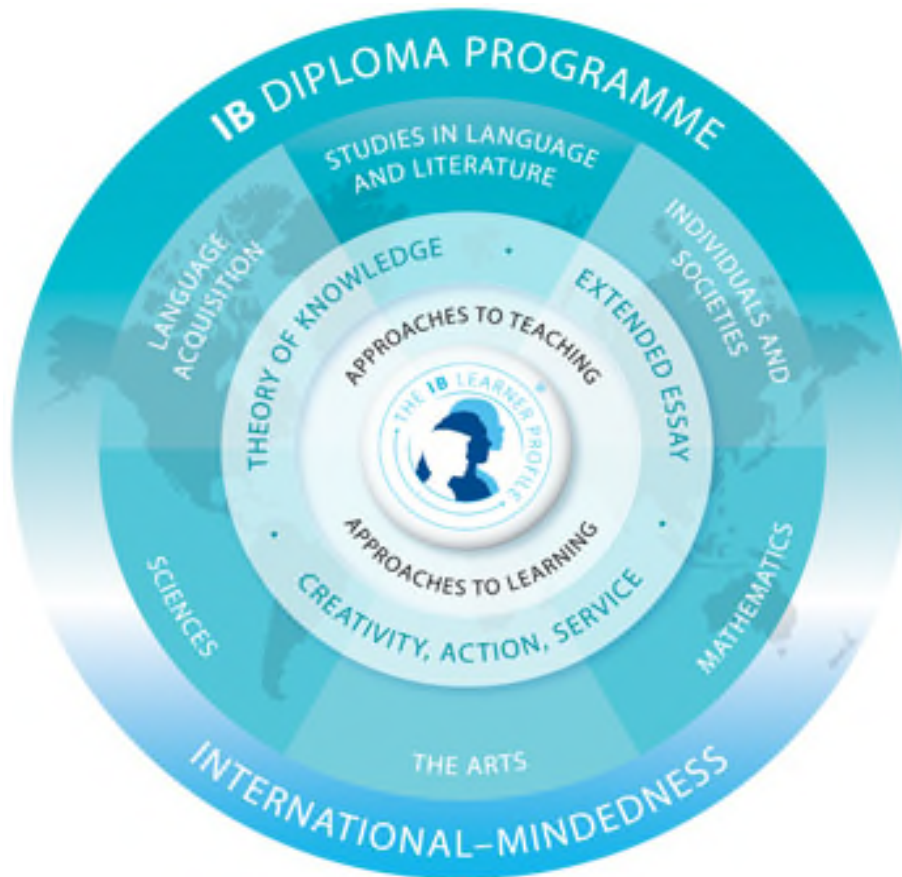 IB DIPLOMA PROGRAMME
STUDIES IN LANGUAGE
AND LITERATURE
LANGUAGE
ACQUISITION
INDIVIDUALS AND
SOCIETIES
THEORY OF KNOWLEDGE
EXTENDED ESSAY
APPROACHES TO TEACHING
THE IB LEARNER PROFILE
®
APPROACHES TO LEARNING
CREATIVITY, ACTION, SERVICE
SCIENCES
MATHEMATICS
THE ARTS
INTERNATIONAL–MINDEDNESS